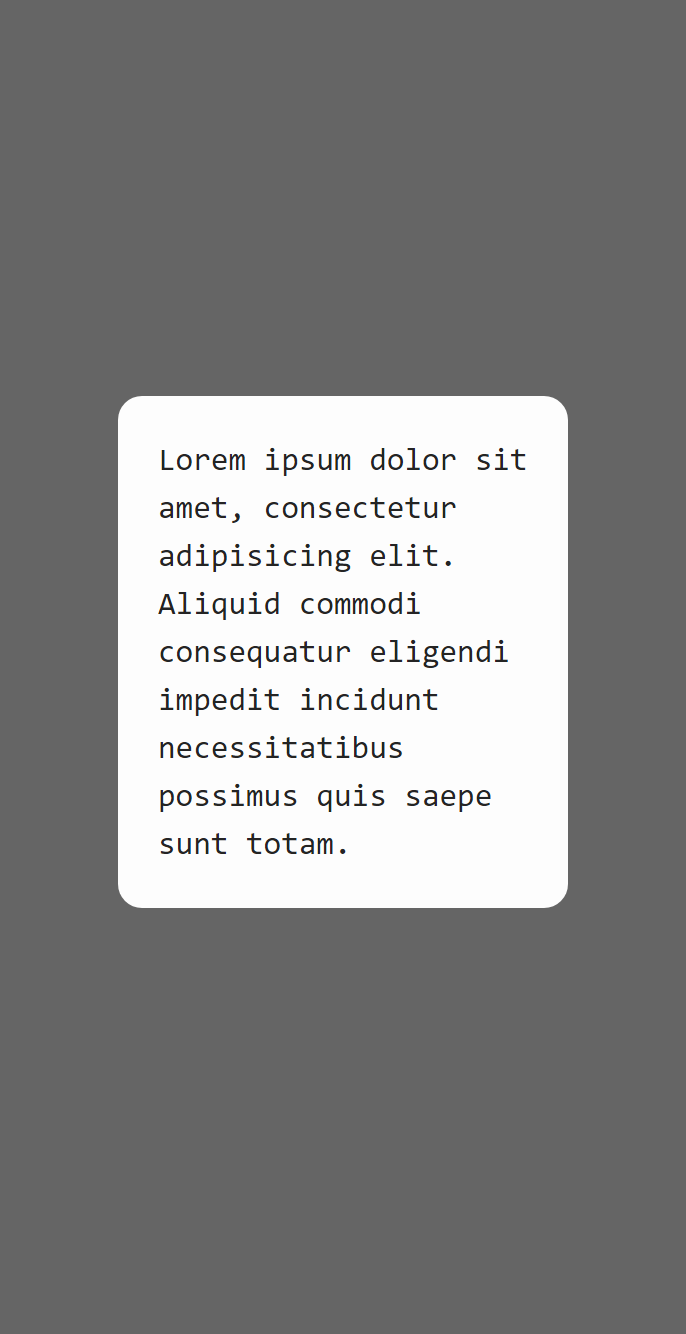 Lorem ipsum dolor sit
amet, consectetur
adipisicing elit.
Aliquid commodi
consequatur eligendi
impedit incidunt
necessitatibus
possimus quis saepe
sunt totam.